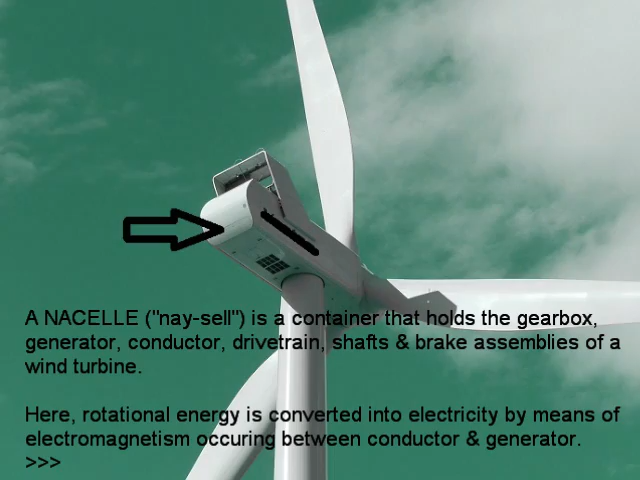 A NACELLE ("nay-sell") is a container that holds the gearbox,
generator, conductor, drivetrain, shafts & brake assemblies of a
wind turbine.
Here, rotational energy is converted into electricity by means of
electromagnetism occuring between conductor & generator.
>>>